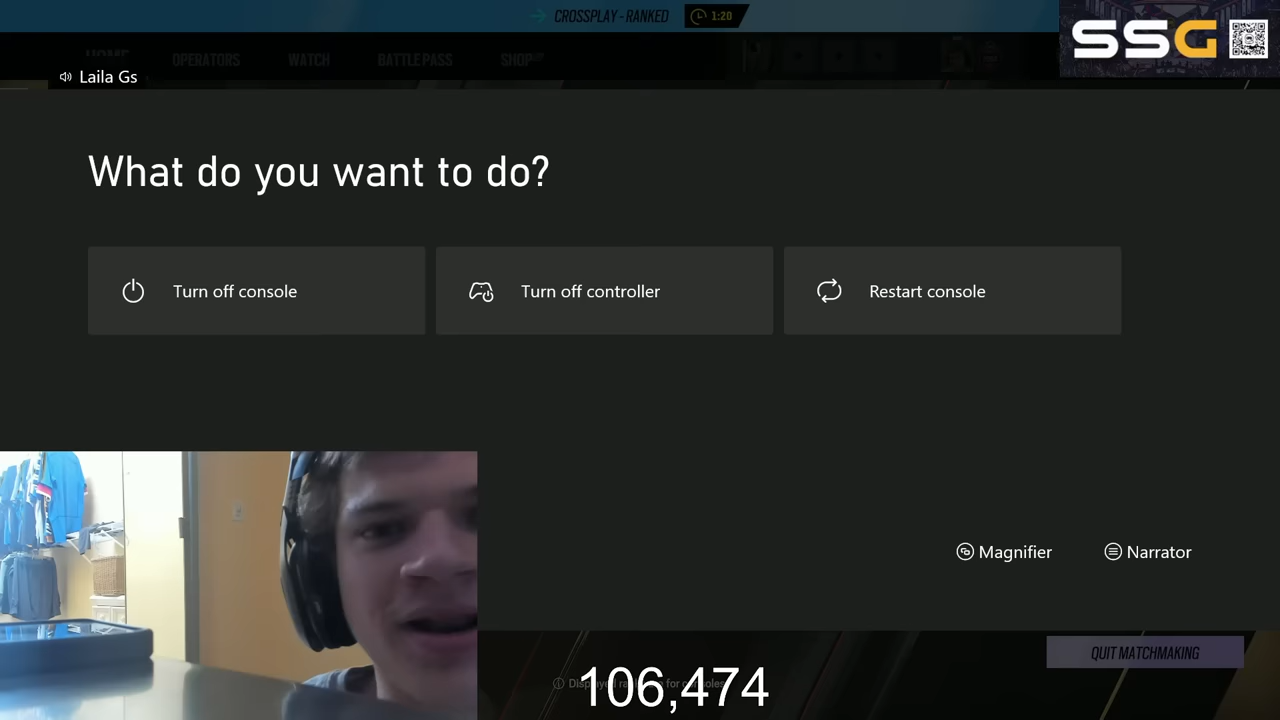 CROSSPLAY - RANKED
1:20
SSG
HOME
OPERATORS
WATCH
BATTLE PASS
SHOP
Laila Gs
What do you want to do?
Turn off console
Turn off controller
Restart console
Magnifier
Narrator
QUIT MATCHMAKING
106,474